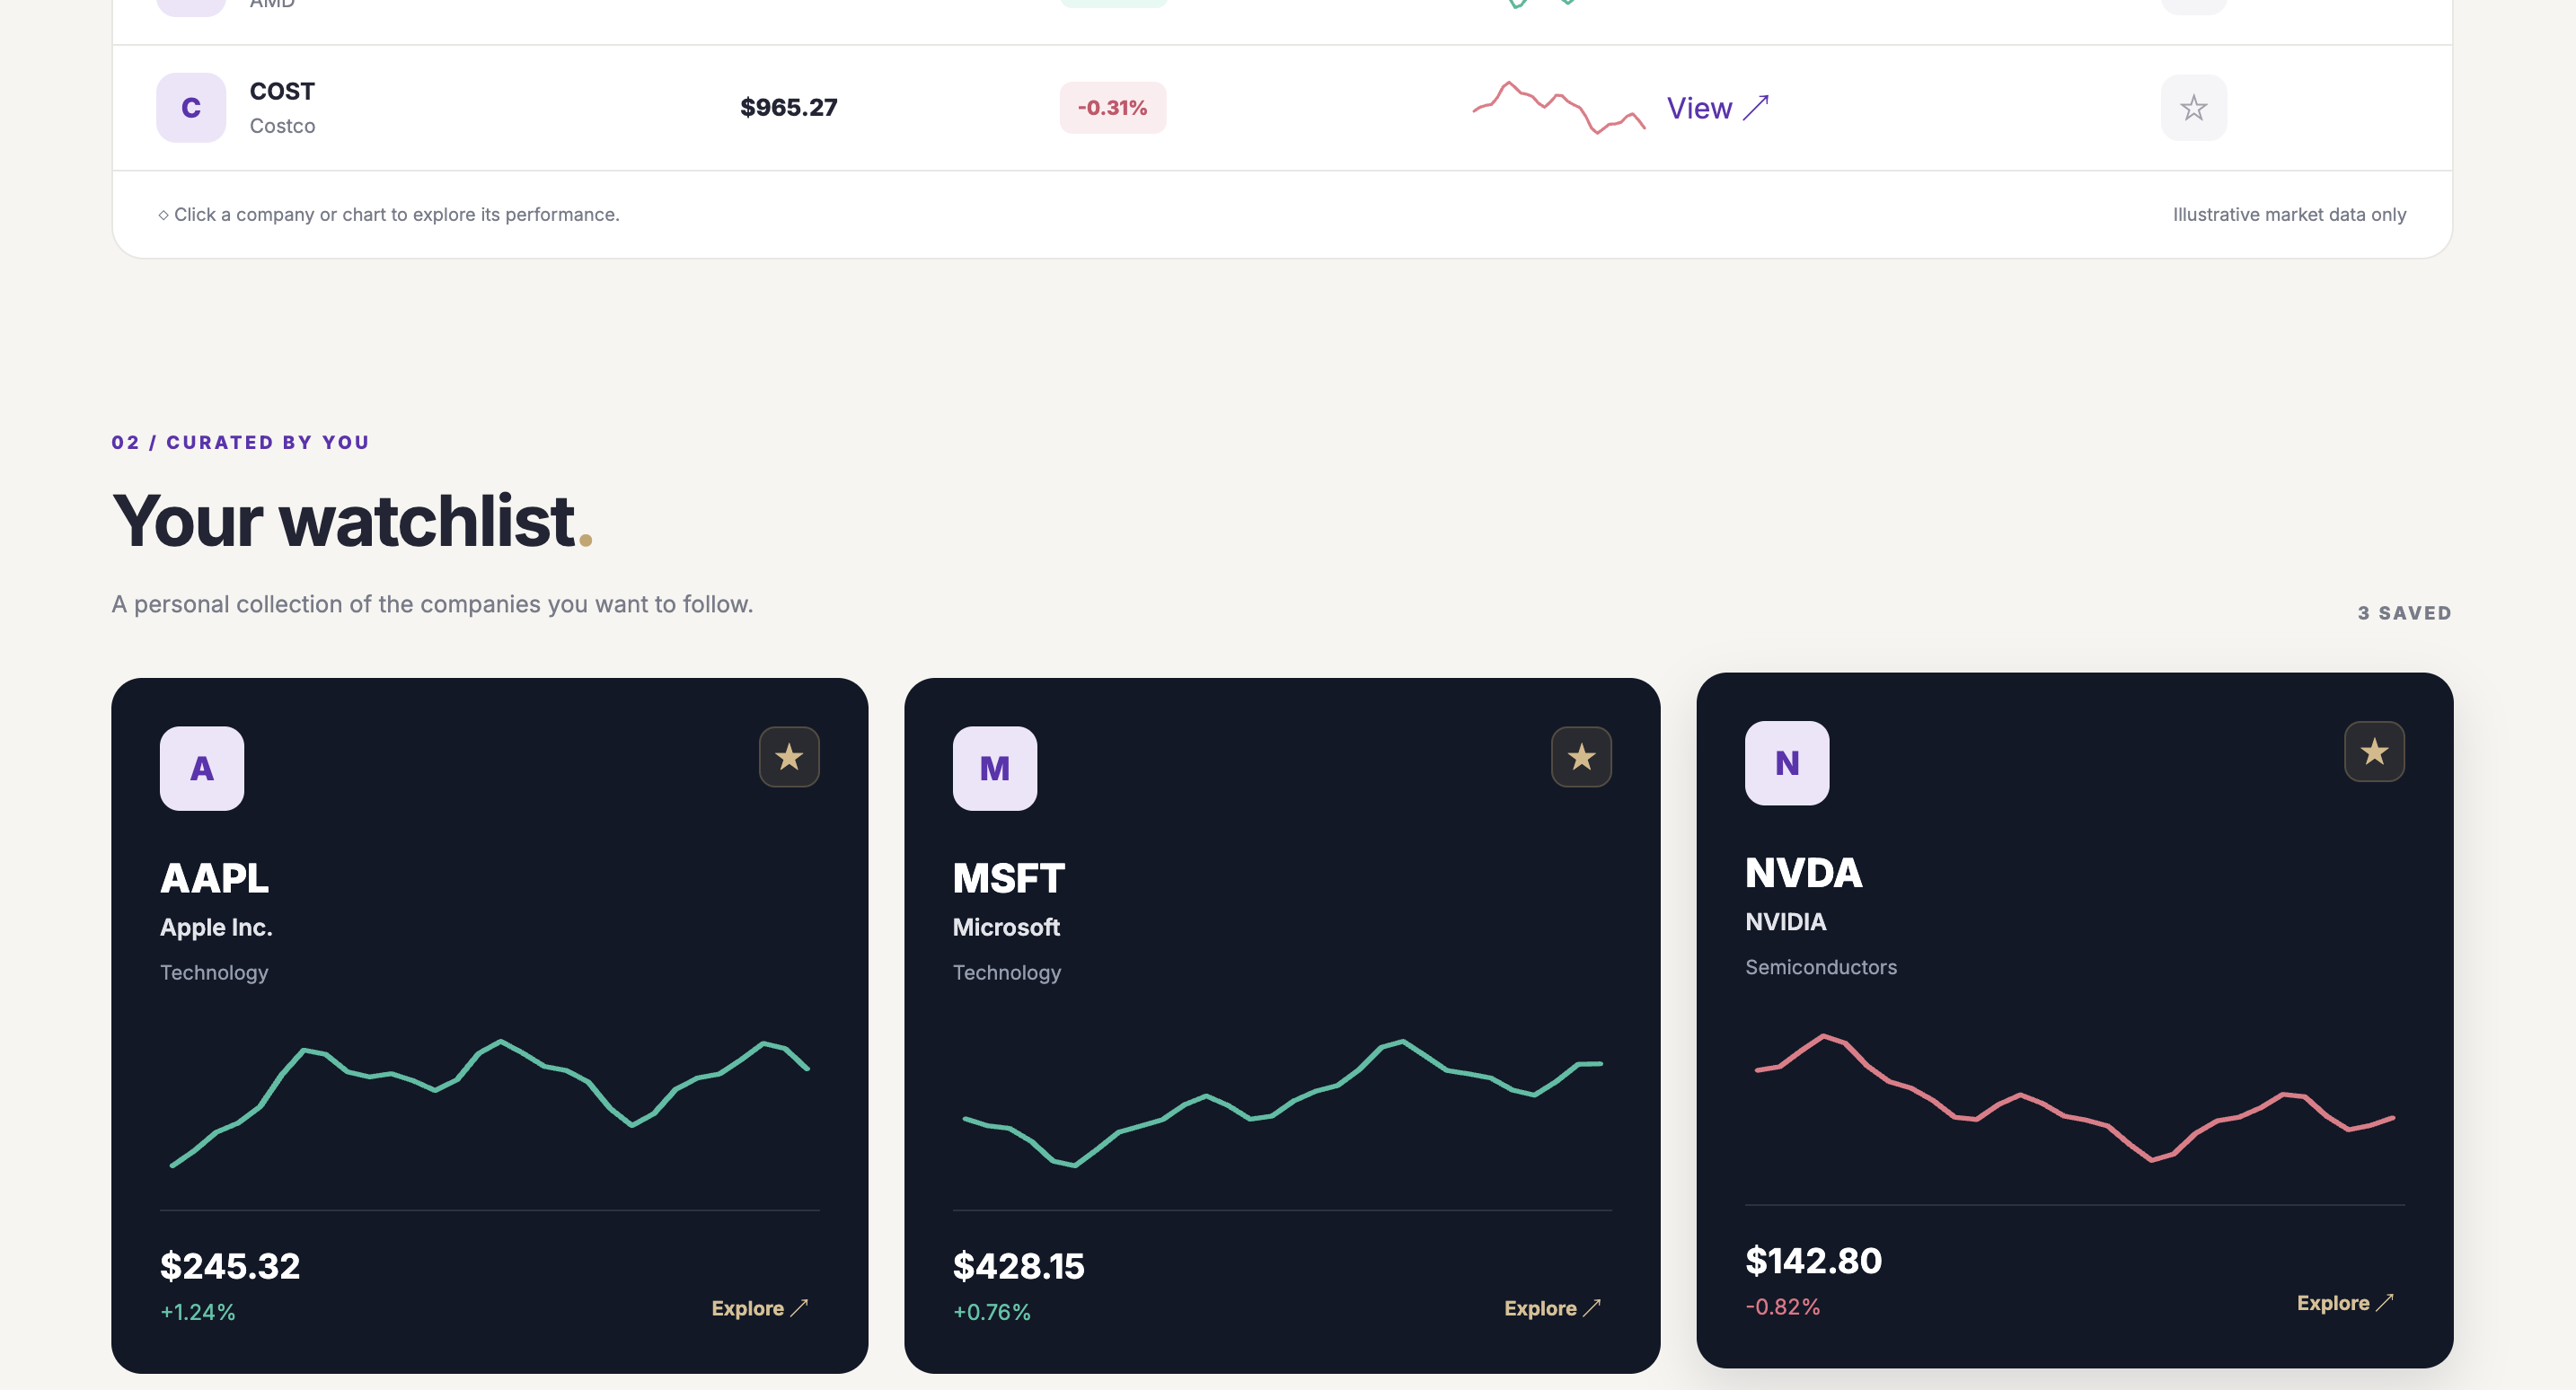 AMD
C
COST
Costco
$965.27
-0.31%
View ↗
☆
◇ Click a company or chart to explore its performance.
Illustrative market data only
02 / CURATED BY YOU
Your watchlist.
A personal collection of the companies you want to follow.
3 SAVED
A
★
AAPL
Apple Inc.
Technology
$245.32
+1.24%
Explore ↗
M
★
MSFT
Microsoft
Technology
$428.15
+0.76%
Explore ↗
N
★
NVDA
NVIDIA
Semiconductors
$142.80
-0.82%
Explore ↗